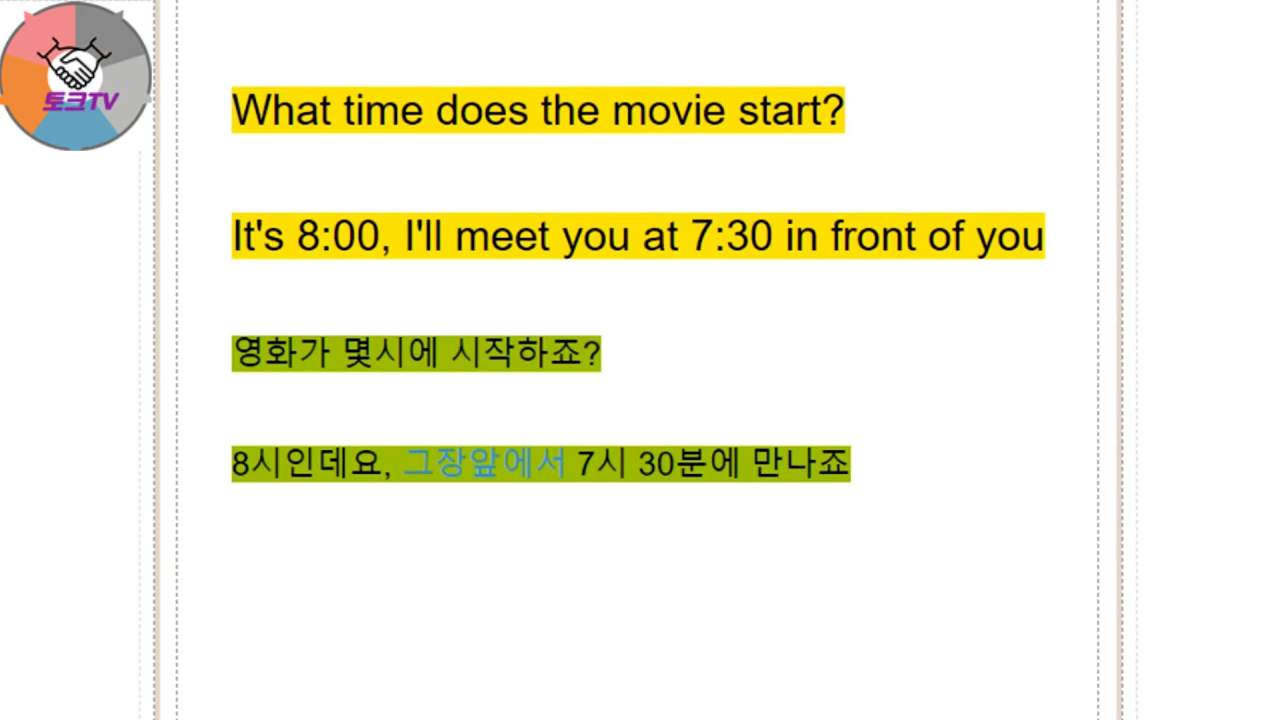 토크TV
What time does the movie start?
It's 8:00, I'll meet you at 7:30 in front of you
영화가 몇시에 시작하죠?
8시인데요, 그장앞에서 7시 30분에 만나죠